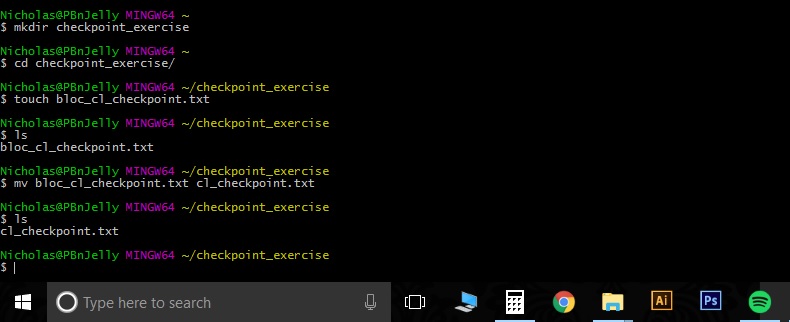 Nicholas@PBnJelly MINGW64 ~
$ mkdir checkpoint_exercise
Nicholas@PBnJelly MINGW64 ~
$ cd checkpoint_exercise/
Nicholas@PBnJelly MINGW64 ~/checkpoint_exercise
$ touch bloc_cl_checkpoint.txt
Nicholas@PBnJelly MINGW64 ~/checkpoint_exercise
$ ls
bloc_cl_checkpoint.txt
Nicholas@PBnJelly MINGW64 ~/checkpoint_exercise
$ mv bloc_cl_checkpoint.txt cl_checkpoint.txt
Nicholas@PBnJelly MINGW64 ~/checkpoint_exercise
$ ls
cl_checkpoint.txt
Nicholas@PBnJelly MINGW64 ~/checkpoint_exercise
$
Type here to search
Ai
Ps